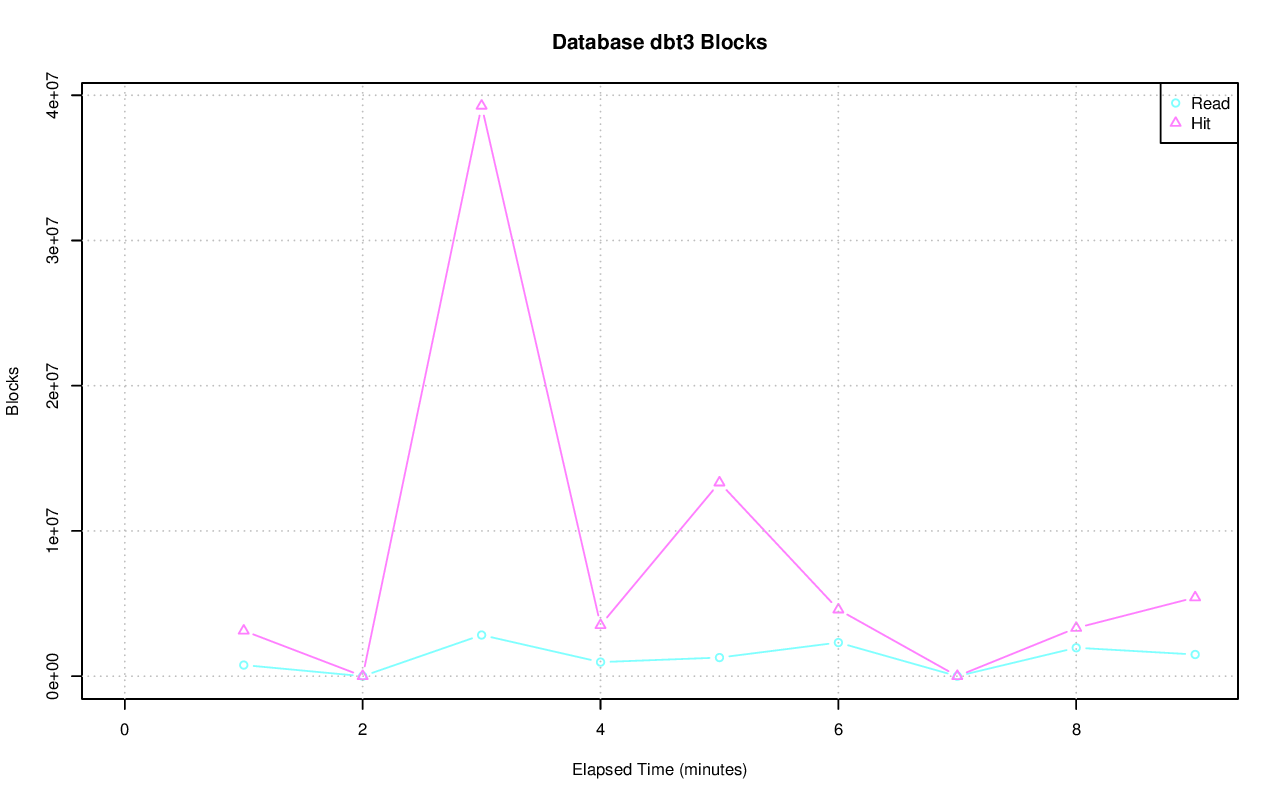 Database dbt3 Blocks
Read
Hit
4e+07
3e+07
2e+07
1e+07
0e+00
Blocks
0 2 4 6 8
Elapsed Time (minutes)